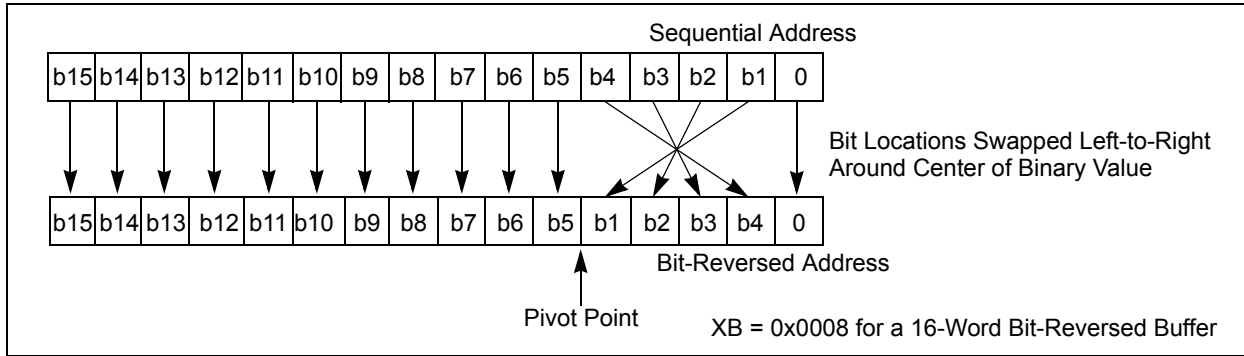 Sequential Address
b15 b14 b13 b12 b11 b10 b9 b8 b7 b6 b5 b4 b3 b2 b1 0
Bit Locations Swapped Left-to-Right
Around Center of Binary Value
b15 b14 b13 b12 b11 b10 b9 b8 b7 b6 b5 b1 b2 b3 b4 0
Bit-Reversed Address
Pivot Point
XB = 0x0008 for a 16-Word Bit-Reversed Buffer